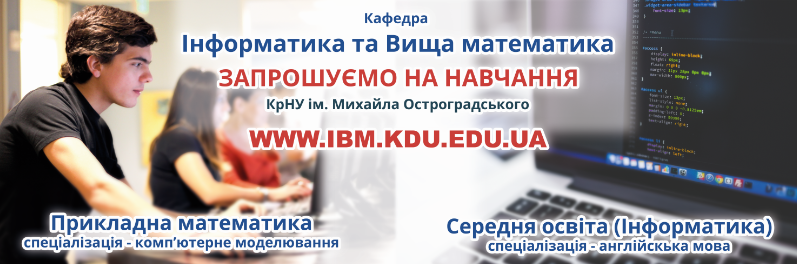 Кафедра
Інформатика та Вища математика
ЗАПРОШУЄМО НА НАВЧАННЯ
КрНУ ім. Михайла Остроградського
WWW.IBM.KDU.EDU.UA
Прикладна математика
спеціалізація - комп'ютерне моделювання
Середня освіта (Інформатика)
спеціалізація - англійсЬька мова